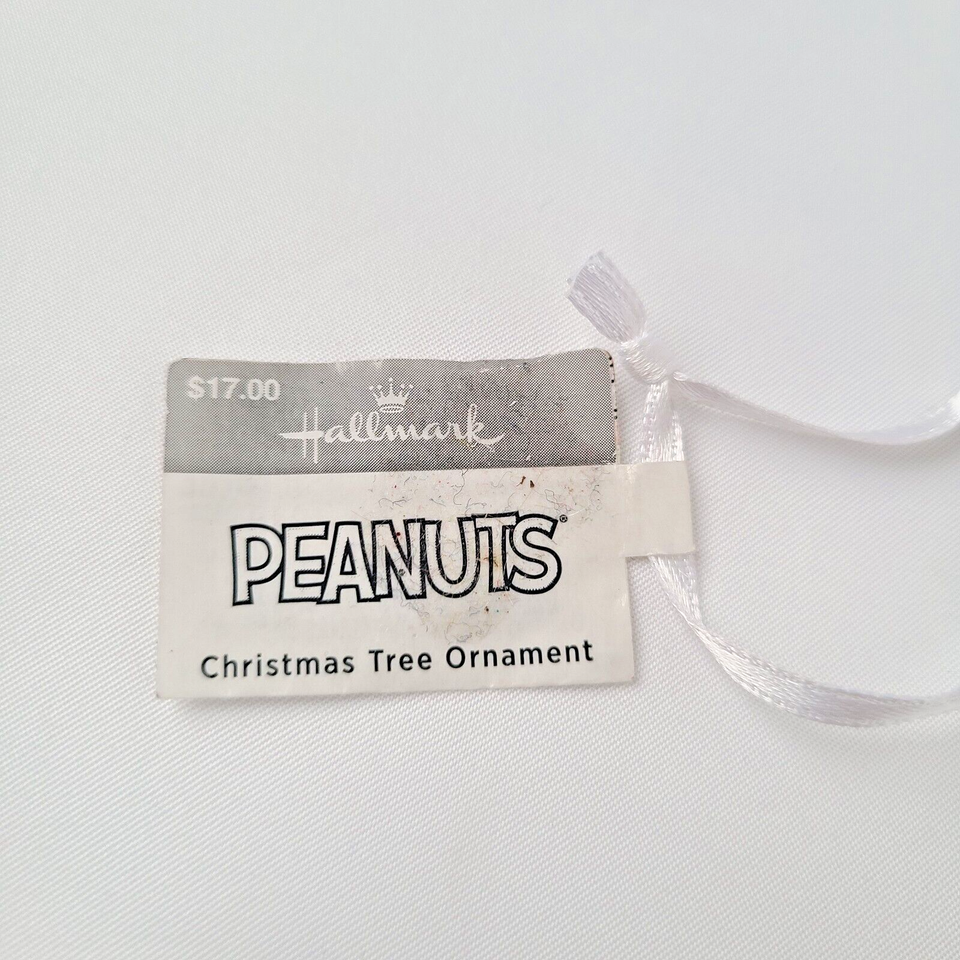 $17.00
Hallmark
PEANUTS®
Christmas Tree Ornament